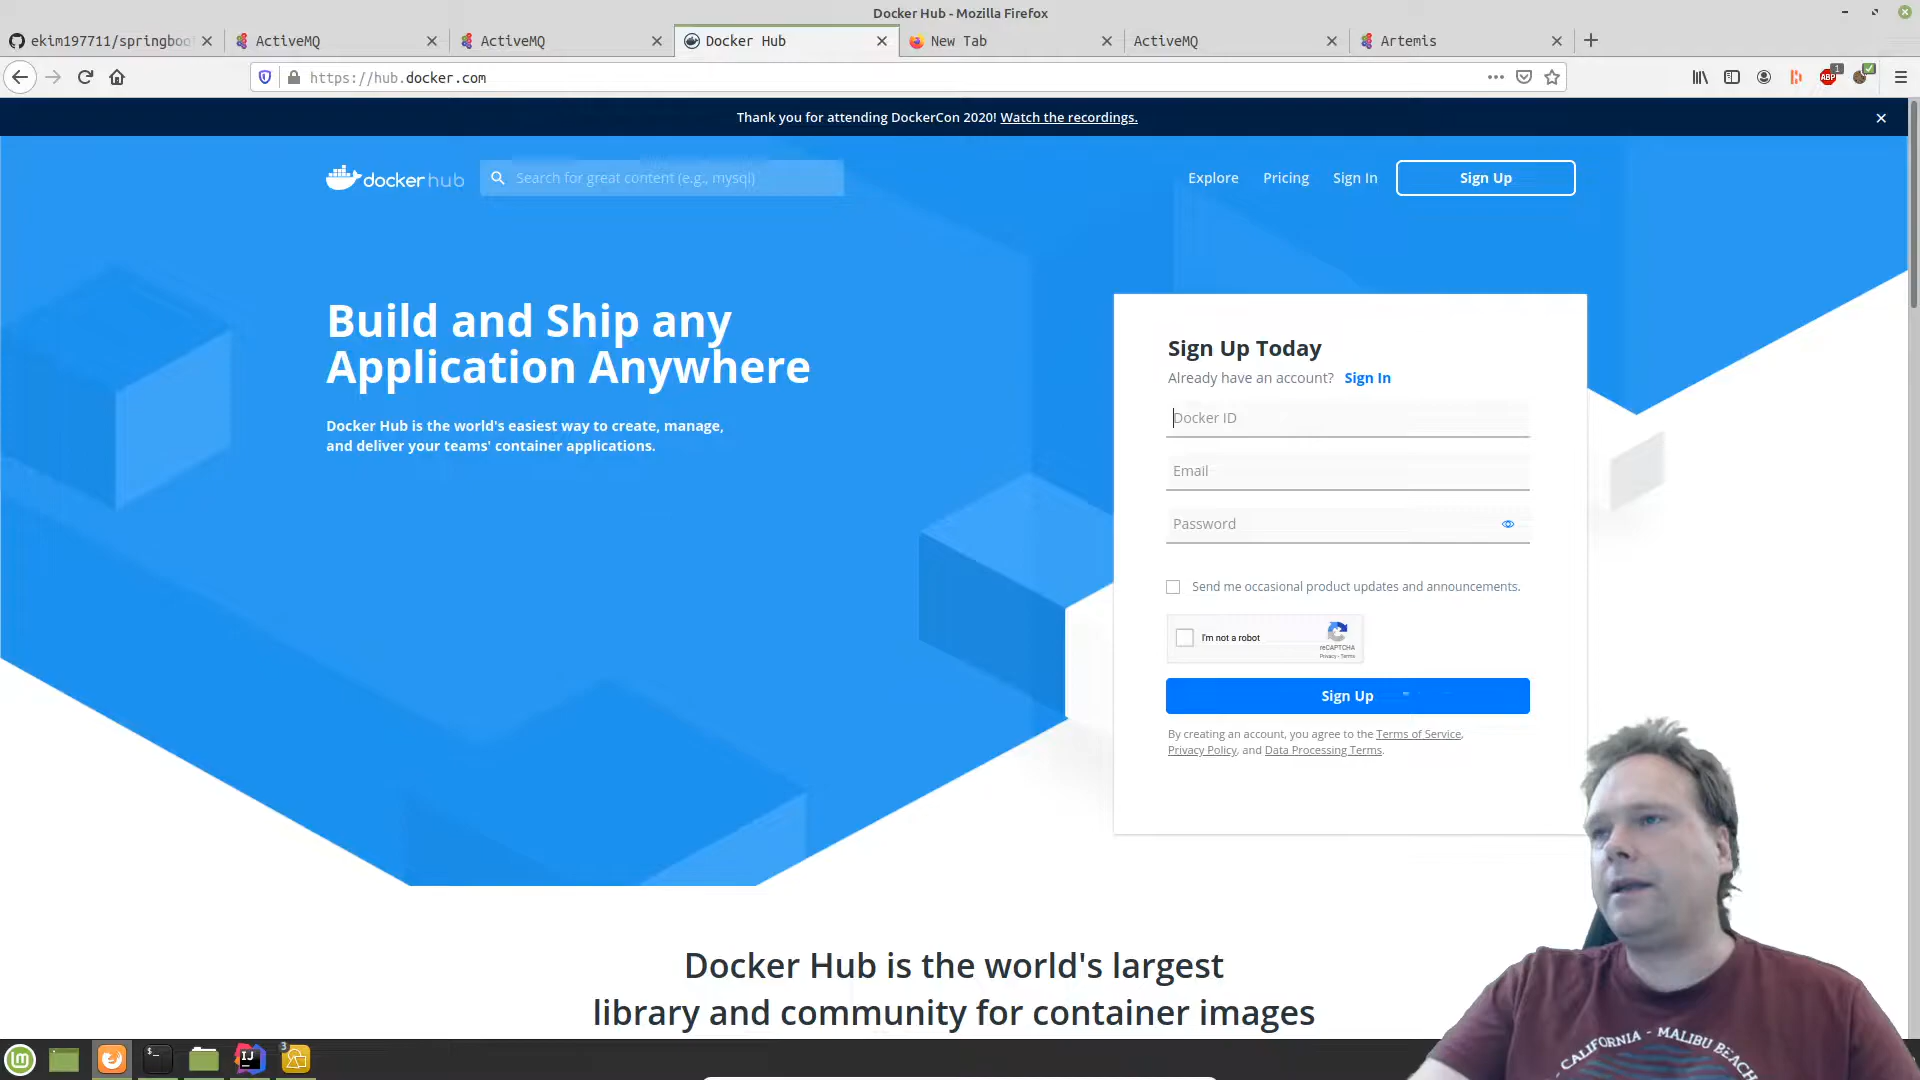 Docker Hub - Mozilla Firefox
ekim197711/springboo
ActiveMQ
ActiveMQ
Docker Hub
New Tab
ActiveMQ
Artemis
https://hub.docker.com
ABP
1
Thank you for attending DockerCon 2020! Watch the recordings.
docker hub
Search for great content (e.g., mysql)
Explore
Pricing
Sign In
Sign Up
Build and Ship any
Application Anywhere
Docker Hub is the world's easiest way to create, manage,
and deliver your teams' container applications.
Sign Up Today
Already have an account? Sign In
Docker ID
Email
Password
Send me occasional product updates and announcements.
I'm not a robot
reCAPTCHA
Privacy - Terms
Sign Up
By creating an account, you agree to the Terms of Service,
Privacy Policy, and Data Processing Terms.
Docker Hub is the world's largest
library and community for container images
IJ
3
CALIFORNIA - MALIBU BEACH